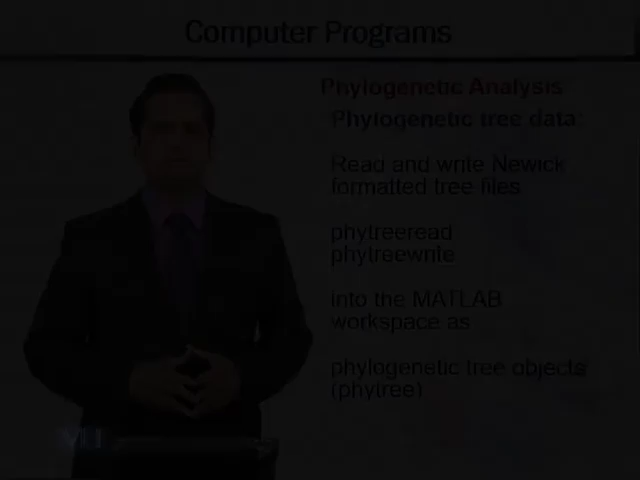 Computer Programs
Phylogenetic Analysis
Phylogenetic tree data:
Read and write Newick
formatted tree files
phytreeread
phytreewrite
into the MATLAB
workspace as
phylogenetic tree objects
(phytree)